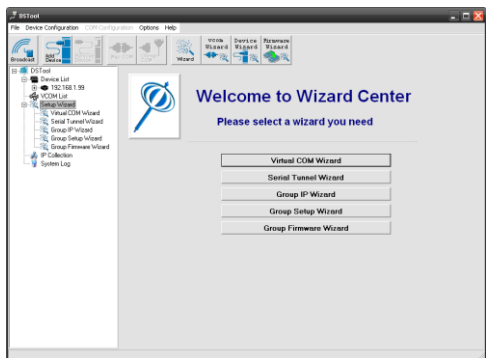 DSTool
File Device Configuration COM Configuration Options Help
Broadcast Add Device Wizard Vcom Wizard Device Wizard Firmware Wizard
DSTool
Device List
192.168.1.99
VCOM List
Setup Wizard
Virtual COM Wizard
Serial Tunnel Wizard
Group IP Wizard
Group Setup Wizard
Group Firmware Wizard
IP Collection
System Log
Welcome to Wizard Center
Please select a wizard you need
Virtual COM Wizard
Serial Tunnel Wizard
Group IP Wizard
Group Setup Wizard
Group Firmware Wizard